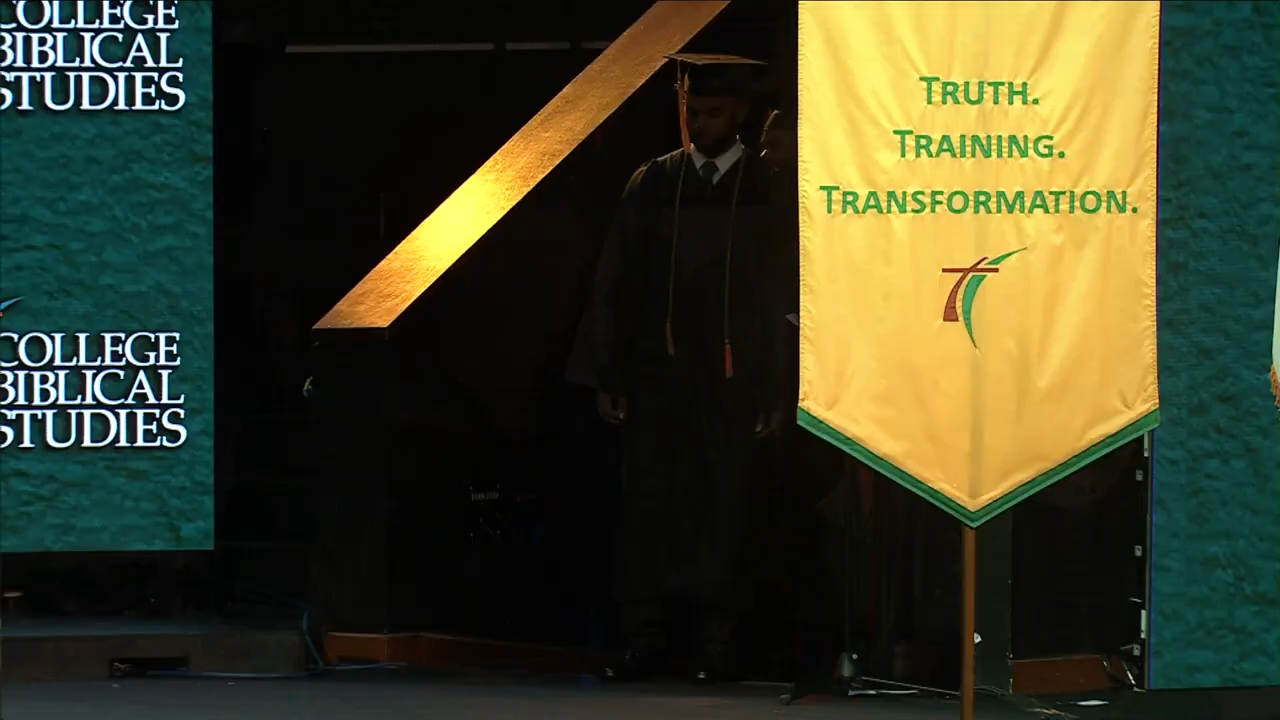 COLLEGE
BIBLICAL
STUDIES
COLLEGE
BIBLICAL
STUDIES
TRUTH.
TRAINING.
TRANSFORMATION.